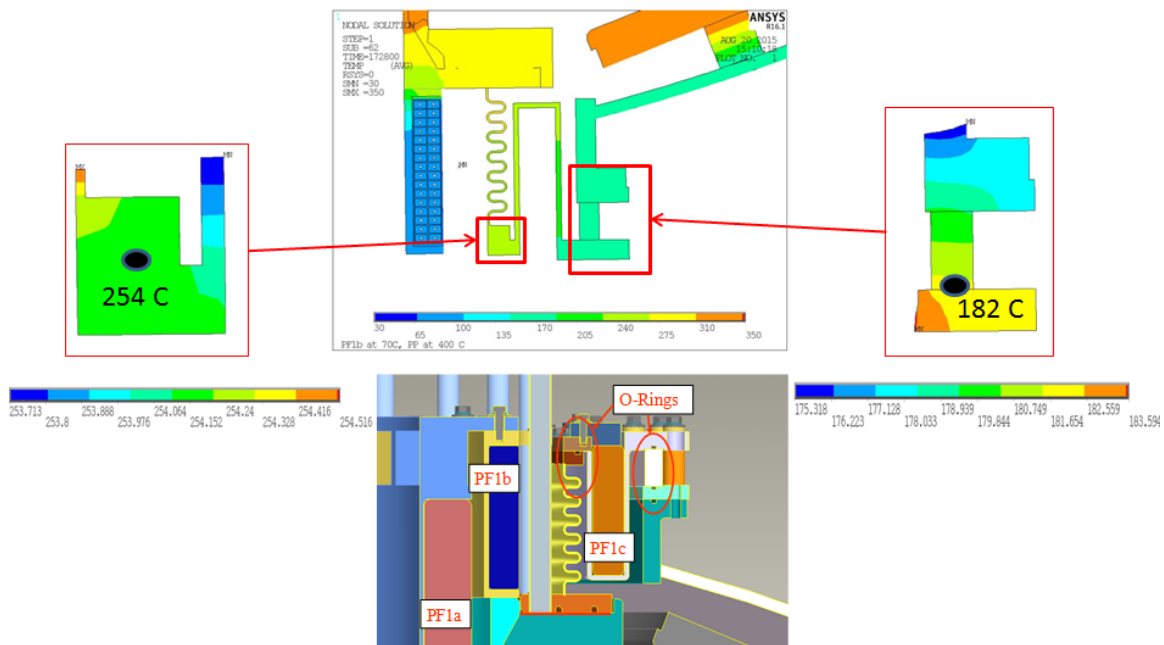 1
NODAL SOLUTION
STEP=1
SUB =62
TIME=172800
TEMP (AVG)
RSYS=0
SMN =30
SMX =350
ANSYS
R16.1
AUG 20 2015
15:10:18
PLOT NO. 1
MN
30 65 100 135 170 205 240 275 310 350
PF1b at 70C, PP at 400 C
MX
MN
254 C
253.713 253.8 253.888 253.976 254.064 254.152 254.24 254.328 254.416 254.516
MN
182 C
MX
175.318 176.223 177.128 178.033 178.939 179.844 180.749 181.654 182.559 183.594
O-Rings
PF1b
PF1c
PF1a